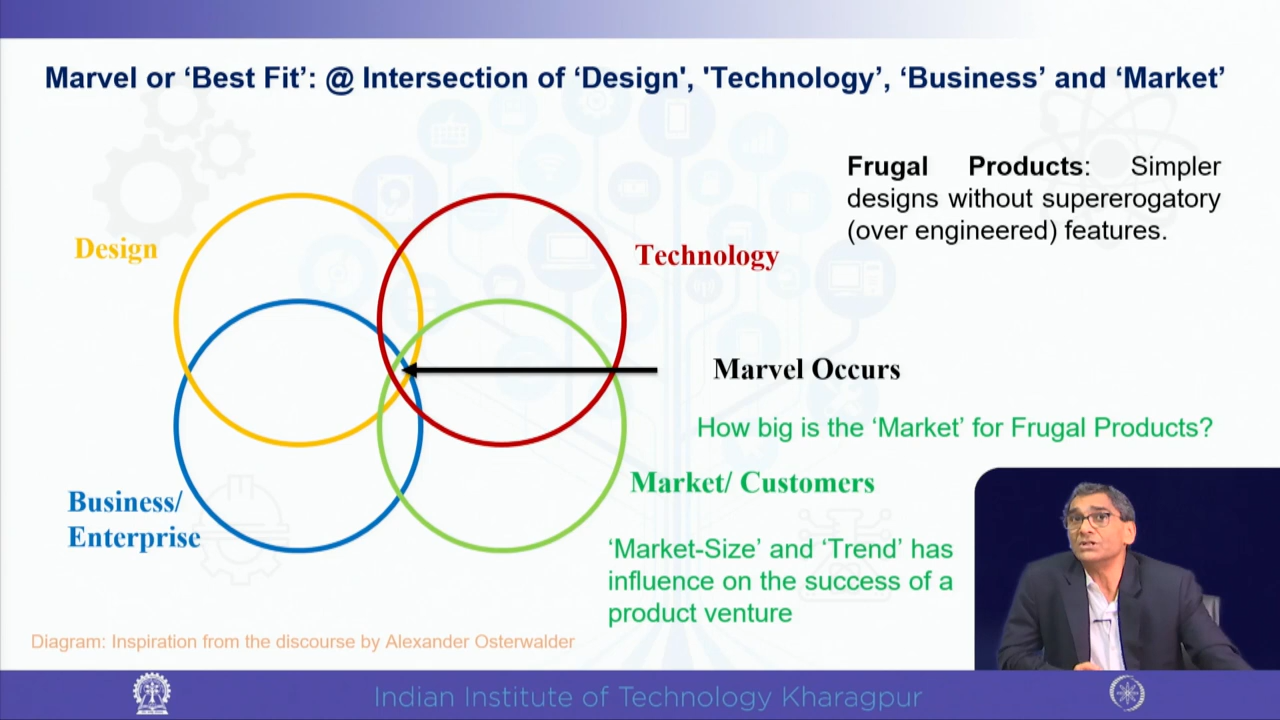 Marvel or ‘Best Fit’: @ Intersection of ‘Design', 'Technology’, ‘Business’ and ‘Market’
Frugal Products: Simpler
designs without supererogatory
(over engineered) features.
Design
Technology
Marvel Occurs
How big is the ‘Market’ for Frugal Products?
Market/ Customers
Business/
Enterprise
‘Market-Size’ and ‘Trend’ has
influence on the success of a
product venture
Diagram: Inspiration from the discourse by Alexander Osterwalder
Indian Institute of Technology Kharagpur